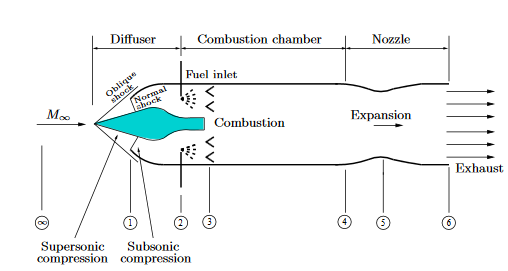 Diffuser
Combustion chamber
Nozzle
Oblique
shock
Normal
shock
Fuel inlet
M∞
Combustion
Expansion
Exhaust
∞
1
2
3
4
5
6
Supersonic
compression
Subsonic
compression